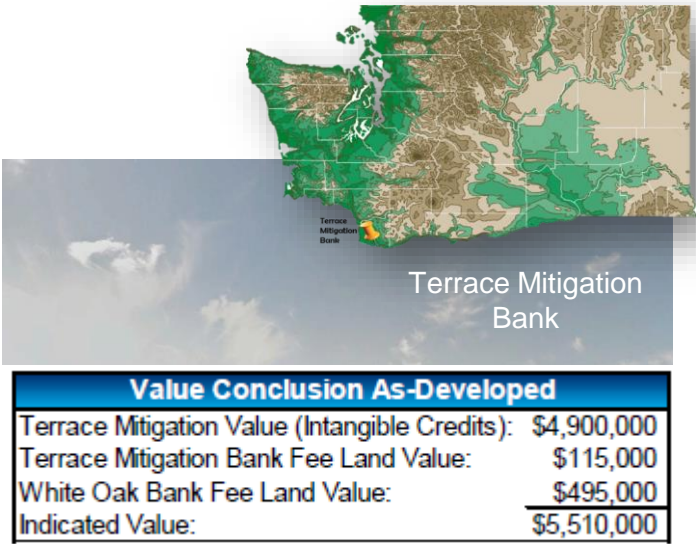 Terrace
Mitigation
Bank
Terrace Mitigation
Bank
Value Conclusion As-Developed
Terrace Mitigation Value (Intangible Credits): $4,900,000
Terrace Mitigation Bank Fee Land Value: $115,000
White Oak Bank Fee Land Value: $495,000
Indicated Value: $5,510,000